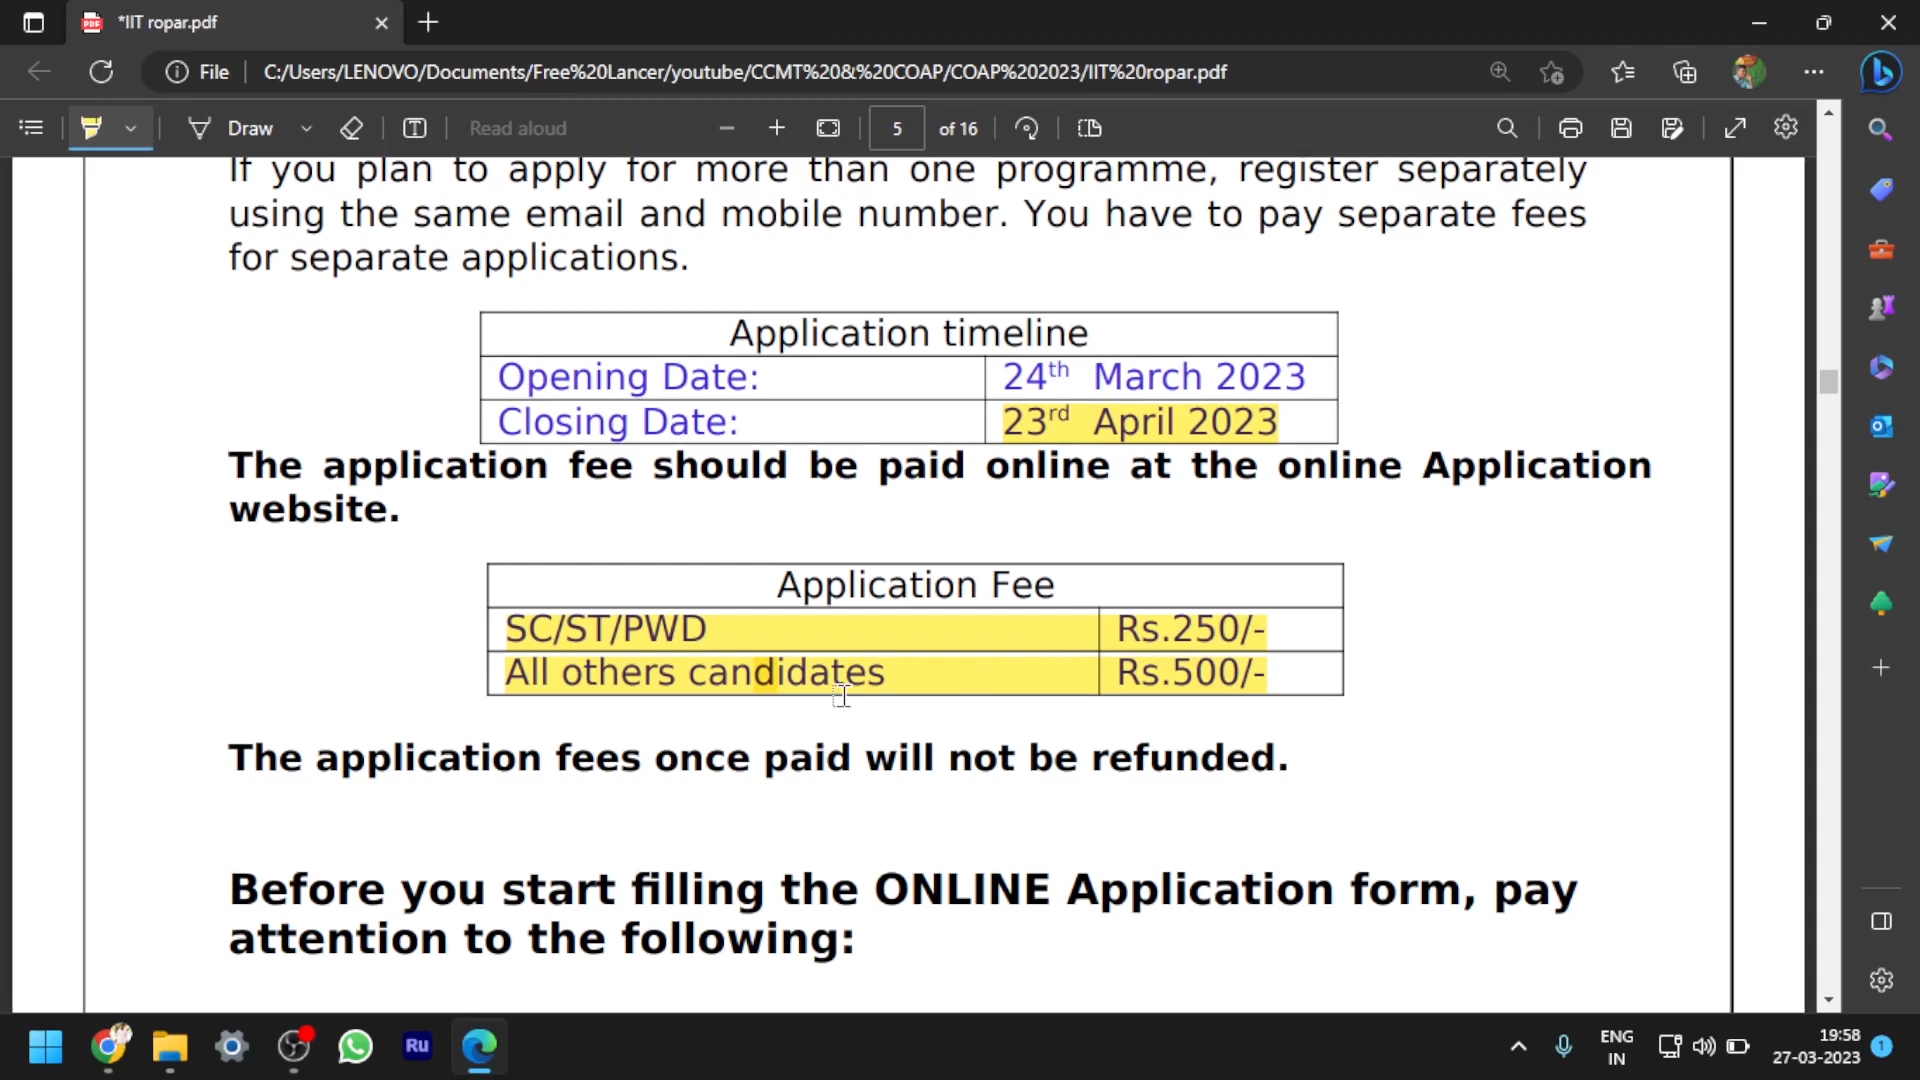 *IIT ropar.pdf
File
C:/Users/LENOVO/Documents/Free%20Lancer/youtube/CCMT%20&%20COAP/COAP%202023/IIT%20ropar.pdf
Draw
Read aloud
5
of 16
If you plan to apply for more than one programme, register separately
using the same email and mobile number. You have to pay separate fees
for separate applications.
Application timeline
Opening Date: 24th March 2023
Closing Date: 23rd April 2023
The application fee should be paid online at the online Application
website.
Application Fee
SC/ST/PWD Rs.250/-
All others candidates Rs.500/-
The application fees once paid will not be refunded.
Before you start filling the ONLINE Application form, pay
attention to the following:
PDF
Ru
ENG
IN
19:58
27-03-2023
1